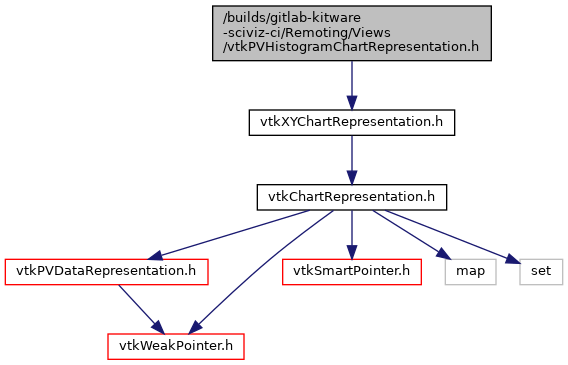 /builds/gitlab-kitware
-sciviz-ci/Remoting/Views
/vtkPVHistogramChartRepresentation.h
vtkXYChartRepresentation.h
vtkChartRepresentation.h
vtkPVDataRepresentation.h
vtkSmartPointer.h
map
set
vtkWeakPointer.h